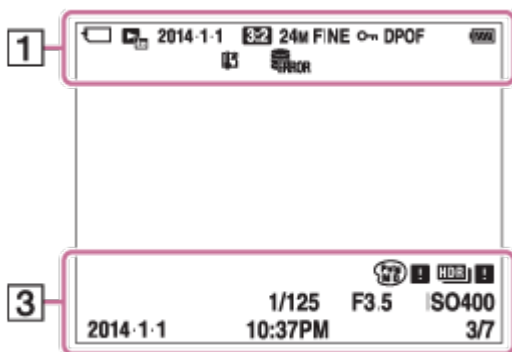 1
2014-1-1 3:2 24M FINE DPOF
ERROR
3
HDR ! !
1/125 F3.5 ISO400
2014-1-1 10:37PM 3/7